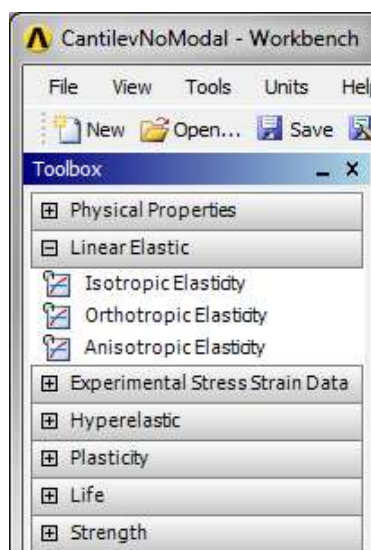 CantilevNoModal - Workbench
File View Tools Units Hel
New Open... Save
Toolbox
Physical Properties
Linear Elastic
Isotropic Elasticity
Orthotropic Elasticity
Anisotropic Elasticity
Experimental Stress Strain Data
Hyperelastic
Plasticity
Life
Strength